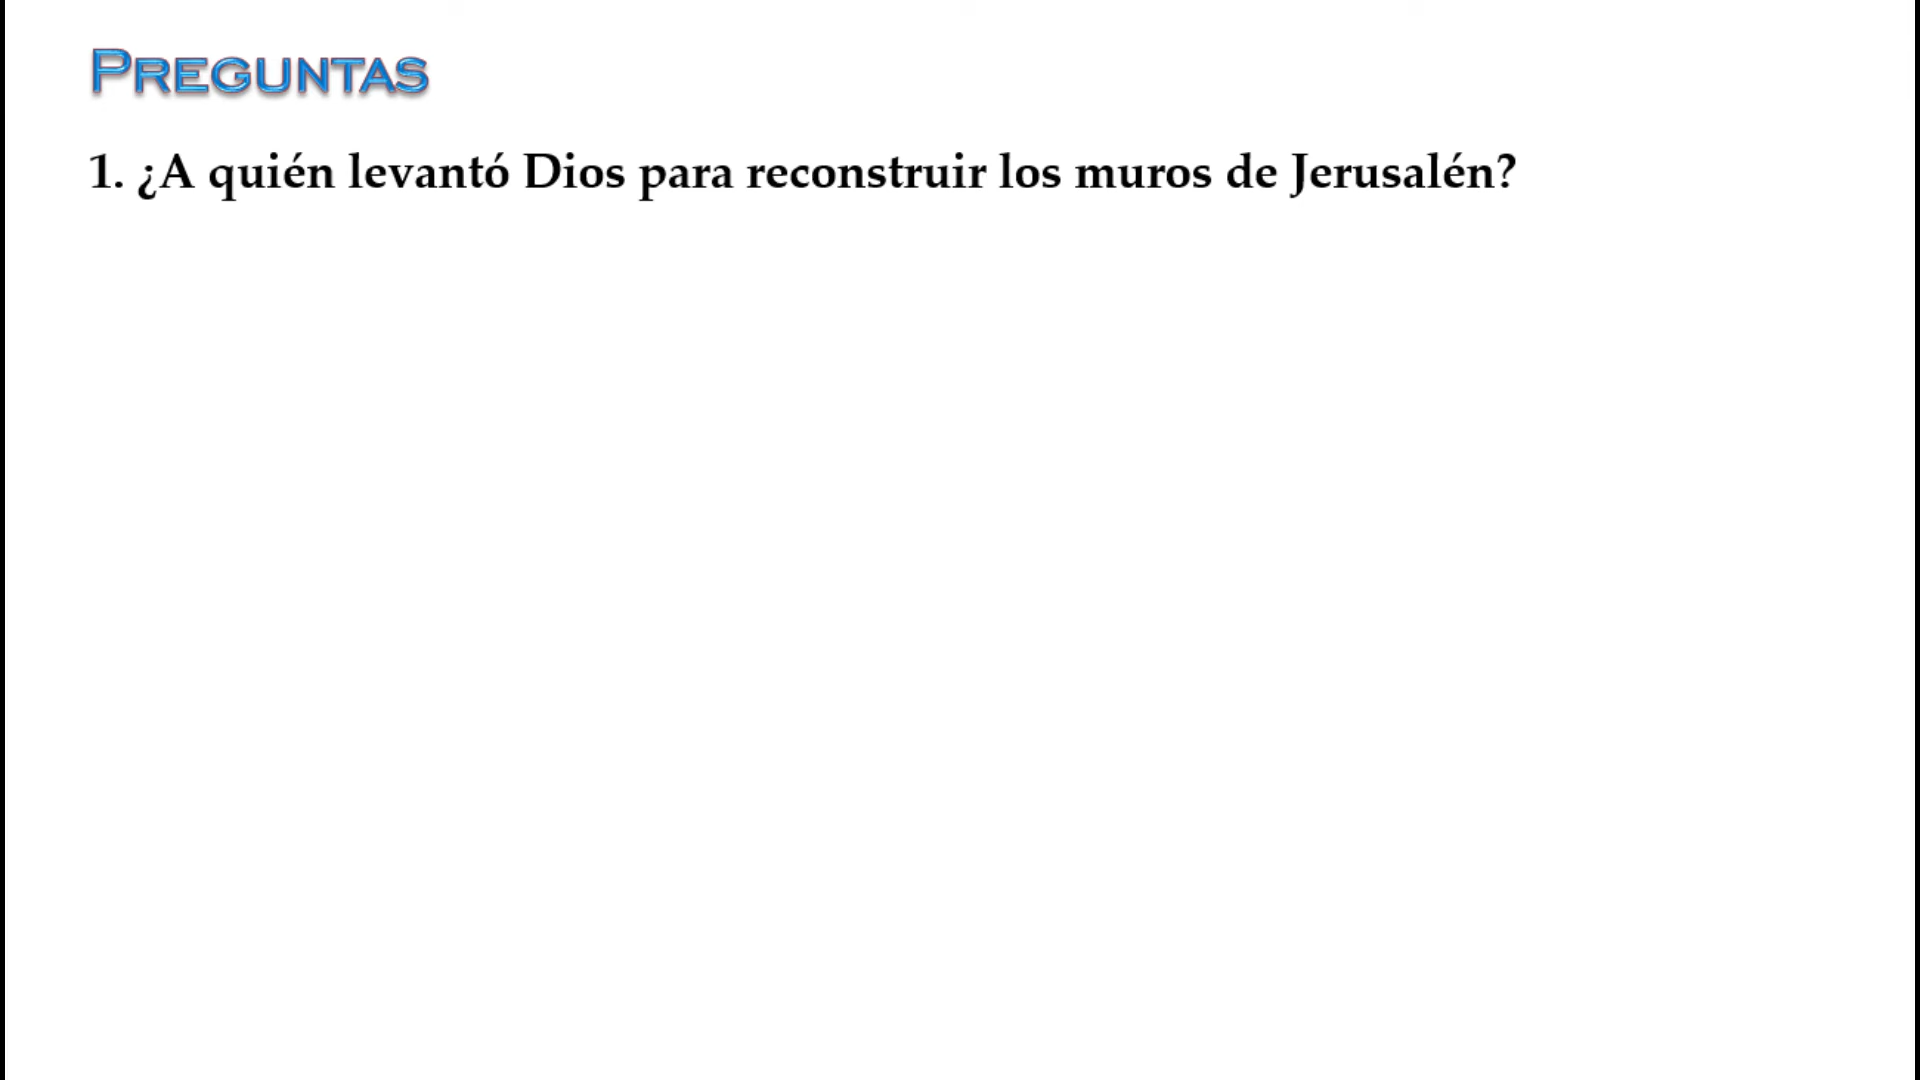 PREGUNTAS
1. ¿A quién levantó Dios para reconstruir los muros de Jerusalén?